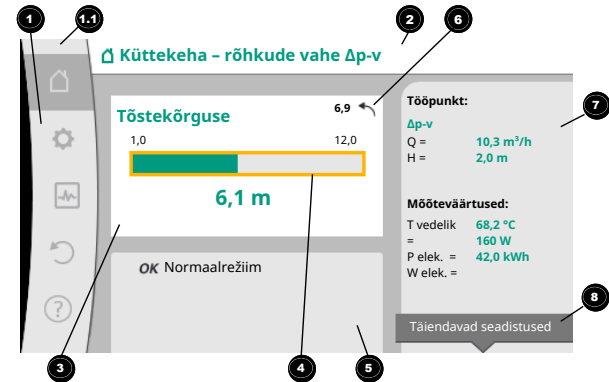 1
1.1
2
6
Küttekeha – rõhkude vahe Δp-v
Tõstekõrguse
6,9
1,0
12,0
6,1 m
OK Normaalrežiim
Tööpunkt:
Δp-v
Q = 10,3 m³/h
H = 2,0 m
7
Mõõteväärtused:
T vedelik 68,2 °C
= 160 W
P elek. = 42,0 kWh
W elek. =
8
Täiendavad seadistused
?
3
4
5